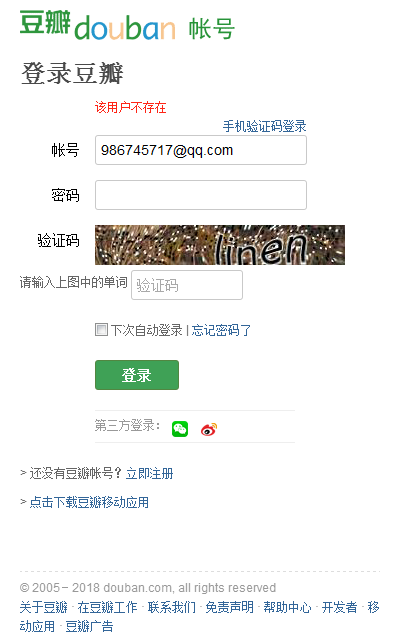 豆瓣douban 帐号
登录豆瓣
该用户不存在
手机验证码登录
帐号 986745717@qq.com
密码
验证码 linen
请输入上图中的单词 验证码
下次自动登录 | 忘记密码了
登录
第三方登录:
> 还没有豆瓣帐号? 立即注册
> 点击下载豆瓣移动应用
© 2005－2018 douban.com, all rights reserved
关于豆瓣 · 在豆瓣工作 · 联系我们 · 免责声明 · 帮助中心 · 开发者 · 移
动应用 · 豆瓣广告